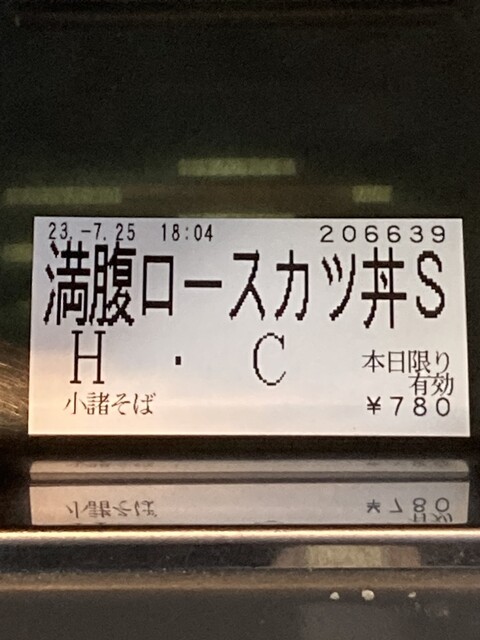 23.-7.25 18:04 206639
満腹ロースカツ丼S
H・C
本日限り
有効
小諸そば ¥780